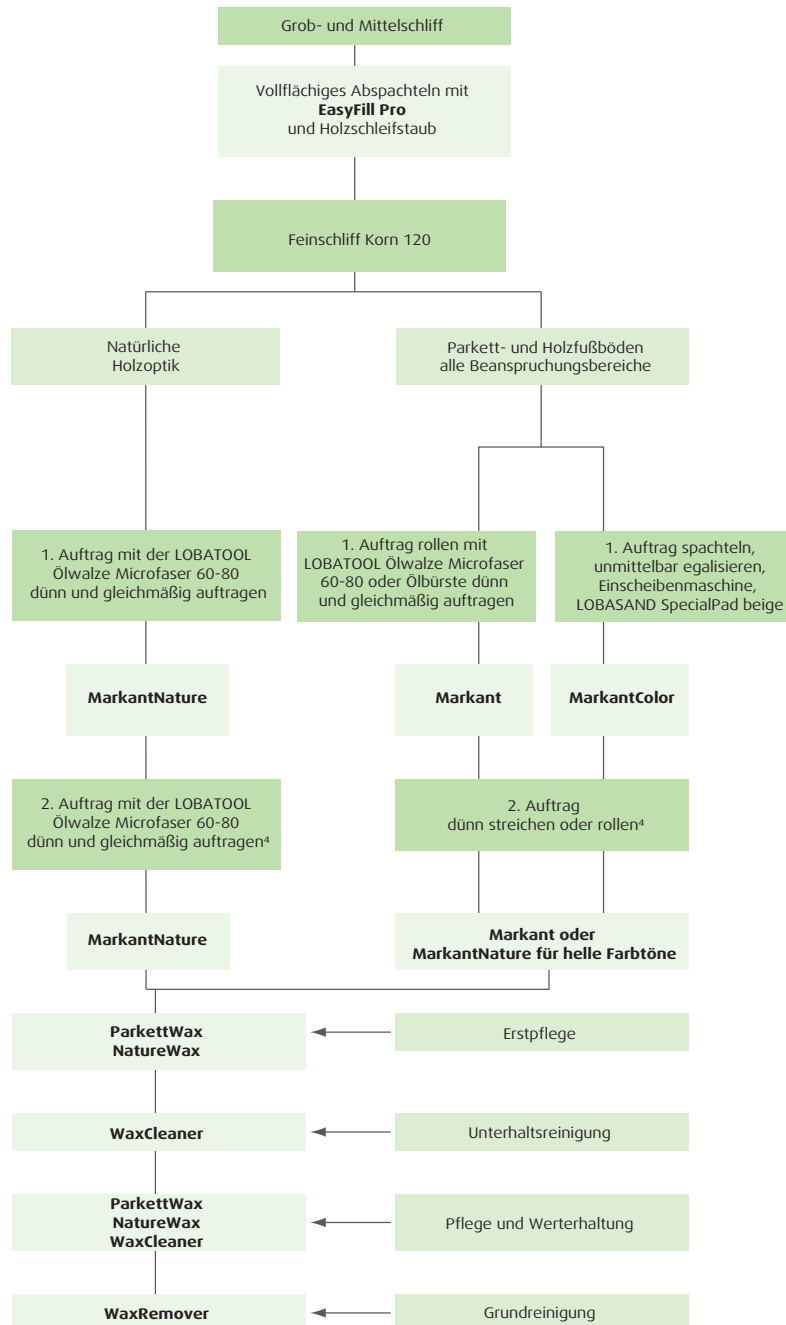 Grob- und Mittelschliff
Vollflächiges Abspachteln mit
EasyFill Pro
und Holzschleifstaub
Feinschliff Korn 120
Natürliche
Holzoptik
Parkett- und Holzfußböden
alle Beanspruchungsbereiche
1. Auftrag mit der LOBATOOL
Ölwalze Microfaser 60-80
dünn und gleichmäßig auftragen
1. Auftrag rollen mit
LOBATOOL Ölwalze Microfaser
60-80 oder Ölbürste dünn
und gleichmäßig auftragen
1. Auftrag spachteln,
unmittelbar egalisieren,
Einscheibenmaschine,
LOBASAND SpecialPad beige
MarkantNature
Markant
MarkantColor
2. Auftrag mit der LOBATOOL
Ölwalze Microfaser 60-80
dünn und gleichmäßig auftragen⁴
2. Auftrag
dünn streichen oder rollen⁴
MarkantNature
Markant oder
MarkantNature für helle Farbtöne
ParkettWax
NatureWax
Erstpflege
WaxCleaner
Unterhaltsreinigung
ParkettWax
NatureWax
WaxCleaner
Pflege und Werterhaltung
WaxRemover
Grundreinigung